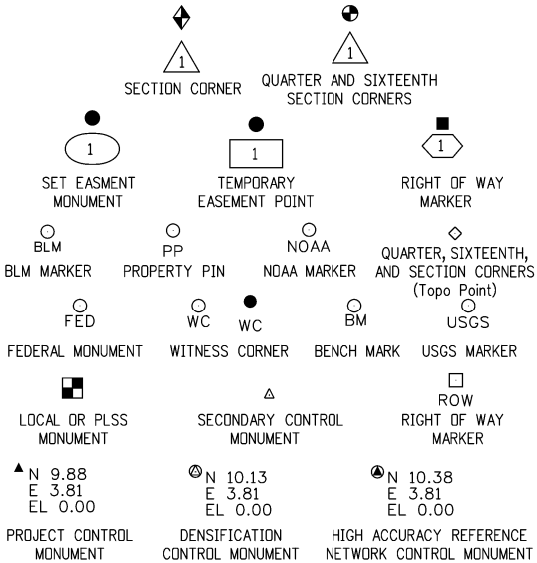 1
1
SECTION CORNER
QUARTER AND SIXTEENTH
SECTION CORNERS
1
1
1
SET EASMENT
MONUMENT
TEMPORARY
EASEMENT POINT
RIGHT OF WAY
MARKER
BLM
BLM MARKER
PP
PROPERTY PIN
NOAA
NOAA MARKER
QUARTER, SIXTEENTH,
AND SECTION CORNERS
(Topo Point)
FED
FEDERAL MONUMENT
WC
WC
WITNESS CORNER
BM
BENCH MARK
USGS
USGS MARKER
LOCAL OR PLSS
MONUMENT
SECONDARY CONTROL
MONUMENT
ROW
RIGHT OF WAY
MARKER
N 9.88
E 3.81
EL 0.00
PROJECT CONTROL
MONUMENT
N 10.13
E 3.81
EL 0.00
DENSIFICATION
CONTROL MONUMENT
N 10.38
E 3.81
EL 0.00
HIGH ACCURACY REFERENCE
NETWORK CONTROL MONUMENT